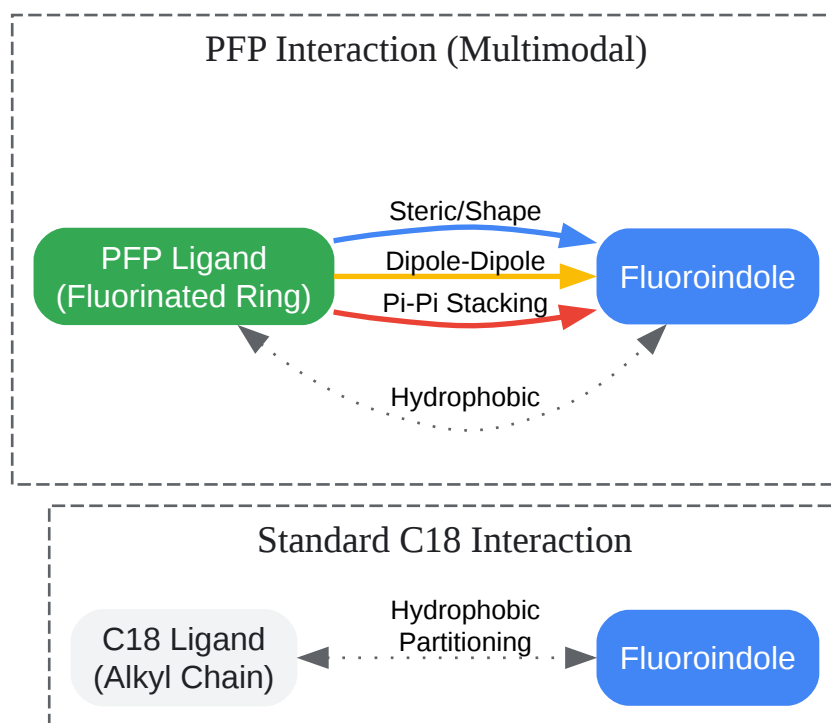 PFP Interaction (Multimodal)
Steric/Shape
PFP Ligand
(Fluorinated Ring)
Dipole-Dipole
Fluoroindole
Pi-Pi Stacking
Hydrophobic
Standard C18 Interaction
C18 Ligand
(Alkyl Chain)
Hydrophobic
Partitioning
Fluoroindole